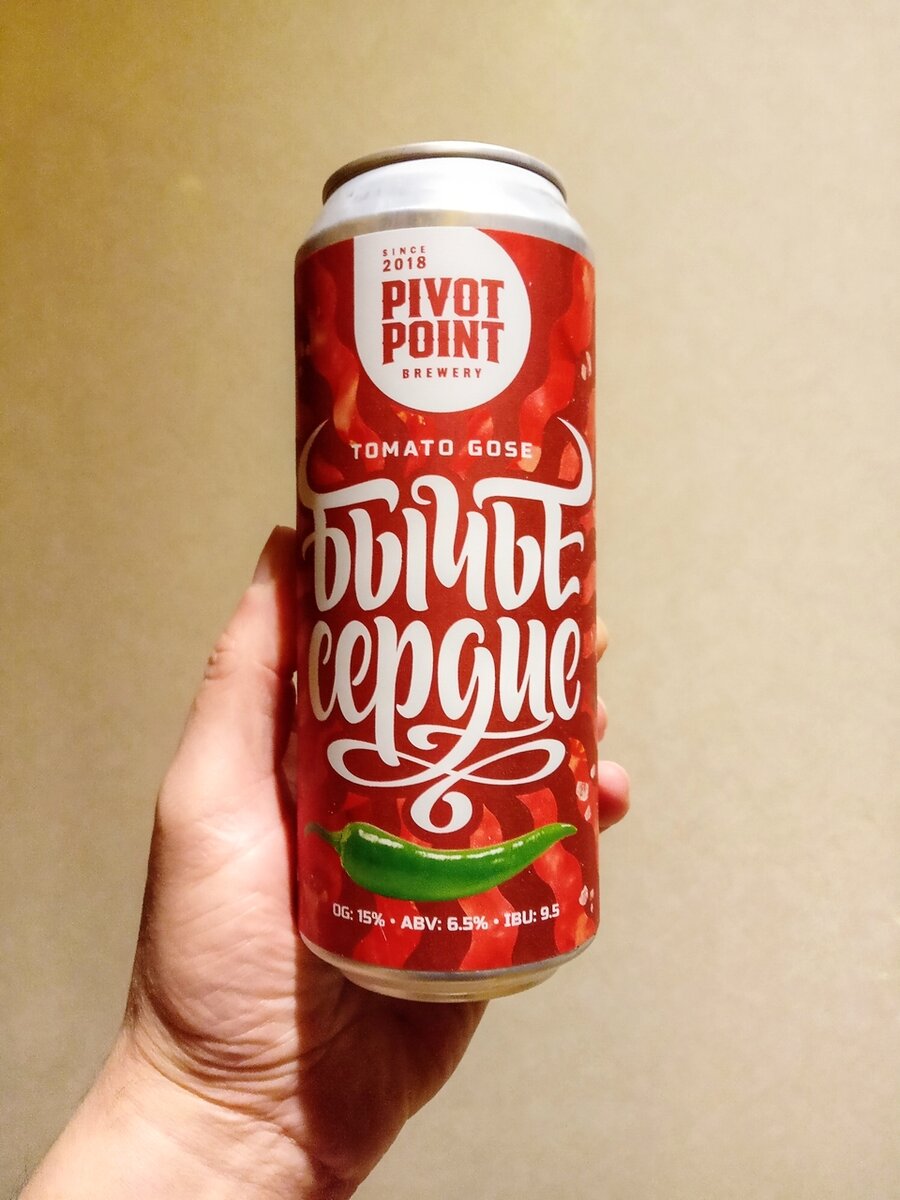 SINCE
2018
PIVOT
POINT
BREWERY
TOMATO GOSE
БЫЧЬЕ
сердце
OG: 15% • ABV: 6.5% • IBU: 9.5